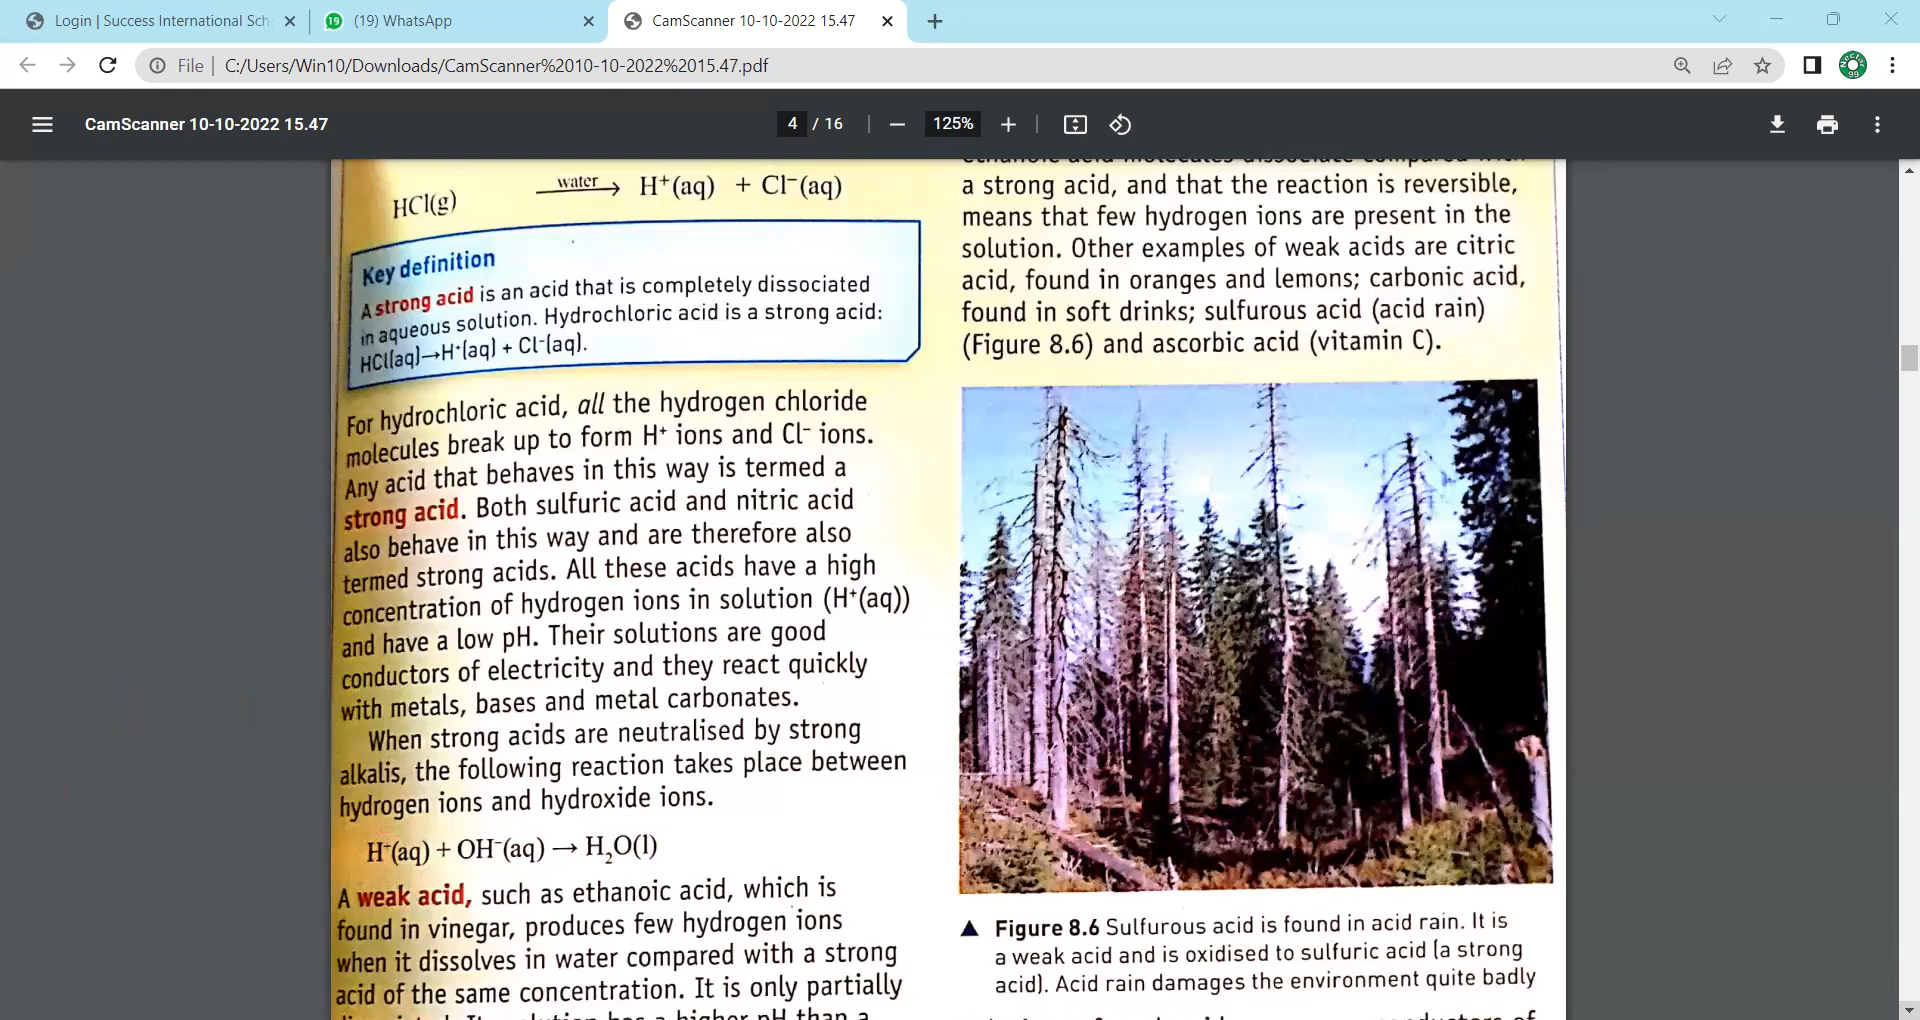 Login | Success International Sch
(19) WhatsApp
CamScanner 10-10-2022 15.47
File
C:/Users/Win10/Downloads/CamScanner%2010-10-2022%2015.47.pdf
CamScanner 10-10-2022 15.47
4 / 16
125%
HCl(g) water → H⁺(aq) + Cl⁻(aq)
Key definition
A strong acid is an acid that is completely dissociated
in aqueous solution. Hydrochloric acid is a strong acid:
HCl(aq)→H⁺(aq) + Cl⁻(aq).
For hydrochloric acid, all the hydrogen chloride
molecules break up to form H⁺ ions and Cl⁻ ions.
Any acid that behaves in this way is termed a
strong acid. Both sulfuric acid and nitric acid
also behave in this way and are therefore also
termed strong acids. All these acids have a high
concentration of hydrogen ions in solution (H⁺(aq))
and have a low pH. Their solutions are good
conductors of electricity and they react quickly
with metals, bases and metal carbonates.
When strong acids are neutralised by strong
alkalis, the following reaction takes place between
hydrogen ions and hydroxide ions.
H⁺(aq) + OH⁻(aq) → H₂O(l)
A weak acid, such as ethanoic acid, which is
found in vinegar, produces few hydrogen ions
when it dissolves in water compared with a strong
acid of the same concentration. It is only partially
a higher pH than a
ethanoic acid molecules dissociate compared with
a strong acid, and that the reaction is reversible,
means that few hydrogen ions are present in the
solution. Other examples of weak acids are citric
acid, found in oranges and lemons; carbonic acid,
found in soft drinks; sulfurous acid (acid rain)
(Figure 8.6) and ascorbic acid (vitamin C).
▲ Figure 8.6 Sulfurous acid is found in acid rain. It is
a weak acid and is oxidised to sulfuric acid (a strong
acid). Acid rain damages the environment quite badly